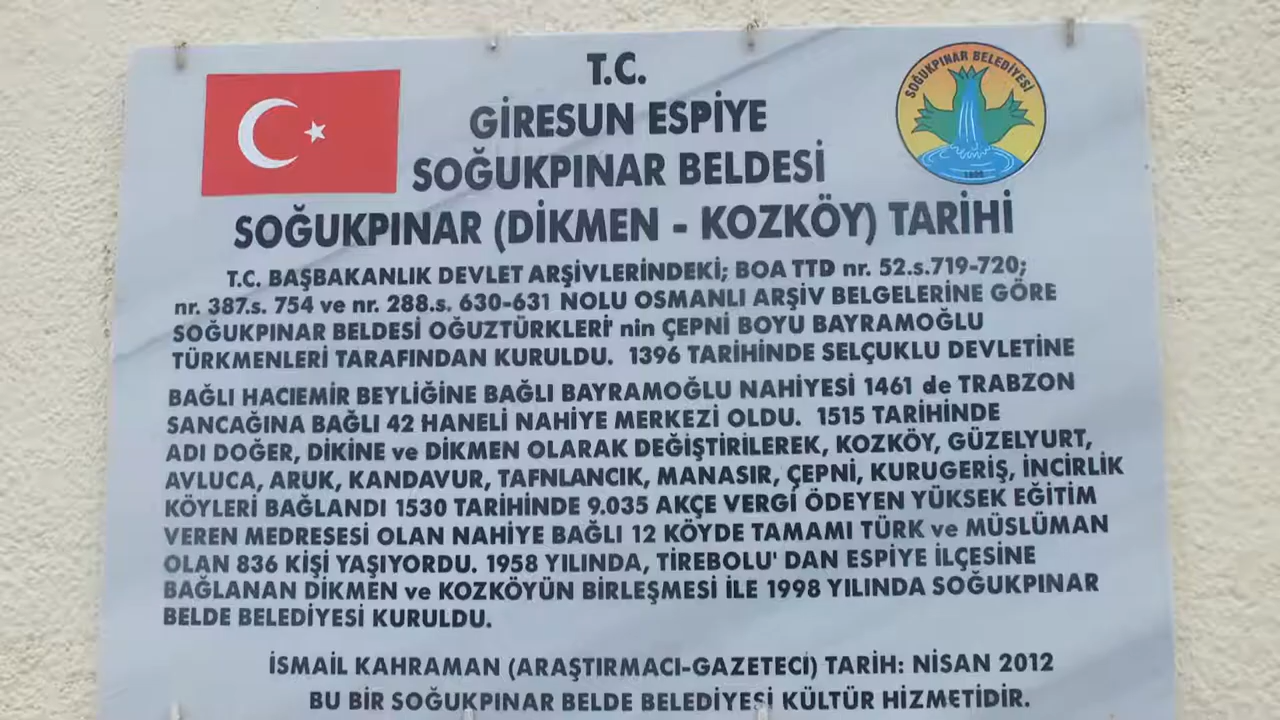 T.C.
GİRESUN ESPİYE
SOĞUKPINAR BELDESİ
SOĞUKPINAR BELEDİYESİ
SOĞUKPINAR (DİKMEN - KOZKÖY) TARİHİ
T.C. BAŞBAKANLIK DEVLET ARŞİVLERİNDEKİ; BOA TTD nr. 52.s.719-720;
nr. 387.s. 754 ve nr. 288.s. 630-631 NOLU OSMANLI ARŞİV BELGELERİNE GÖRE
SOĞUKPINAR BELDESİ OĞUZTÜRKLERİ' nin ÇEPNİ BOYU BAYRAMOĞLU
TÜRKMENLERİ TARAFINDAN KURULDU. 1396 TARİHİNDE SELÇUKLU DEVLETİNE
BAĞLI HACIEMİR BEYLİĞİNE BAĞLI BAYRAMOĞLU NAHİYESİ 1461 de TRABZON
SANCAĞINA BAĞLI 42 HANELİ NAHİYE MERKEZİ OLDU. 1515 TARİHİNDE
ADI DOĞER, DİKİNE ve DİKMEN OLARAK DEĞİŞTİRİLEREK, KOZKÖY, GÜZELYURT,
AVLUCA, ARUK, KANDAVUR, TAFNLANCIK, MANASIR, ÇEPNİ, KURUGERİŞ, İNCİRLİK
KÖYLERİ BAĞLANDI 1530 TARİHİNDE 9.035 AKÇE VERGİ ÖDEYEN YÜKSEK EĞİTİM
VEREN MEDRESESİ OLAN NAHİYE BAĞLI 12 KÖYDE TAMAMI TÜRK ve MÜSLÜMAN
OLAN 836 KİŞİ YAŞIYORDU. 1958 YILINDA, TİREBOLU' DAN ESPİYE İLÇESİNE
BAĞLANAN DİKMEN ve KOZKÖYÜN BİRLEŞMESİ İLE 1998 YILINDA SOĞUKPINAR
BELDE BELEDİYESİ KURULDU.
İSMAİL KAHRAMAN (ARAŞTIRMACI-GAZETECİ) TARİH: NİSAN 2012
BU BİR SOĞUKPINAR BELDE BELEDİYESİ KÜLTÜR HİZMETİDİR.